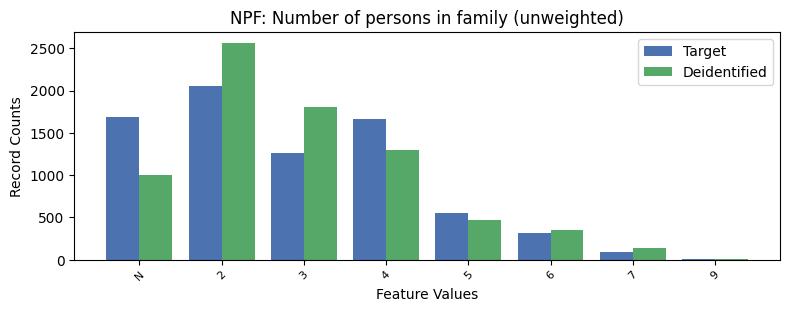 NPF: Number of persons in family (unweighted)
Target
Deidentified
Record Counts
2500
2000
1500
1000
500
0
N 2 3 4 5 6 7 9
Feature Values